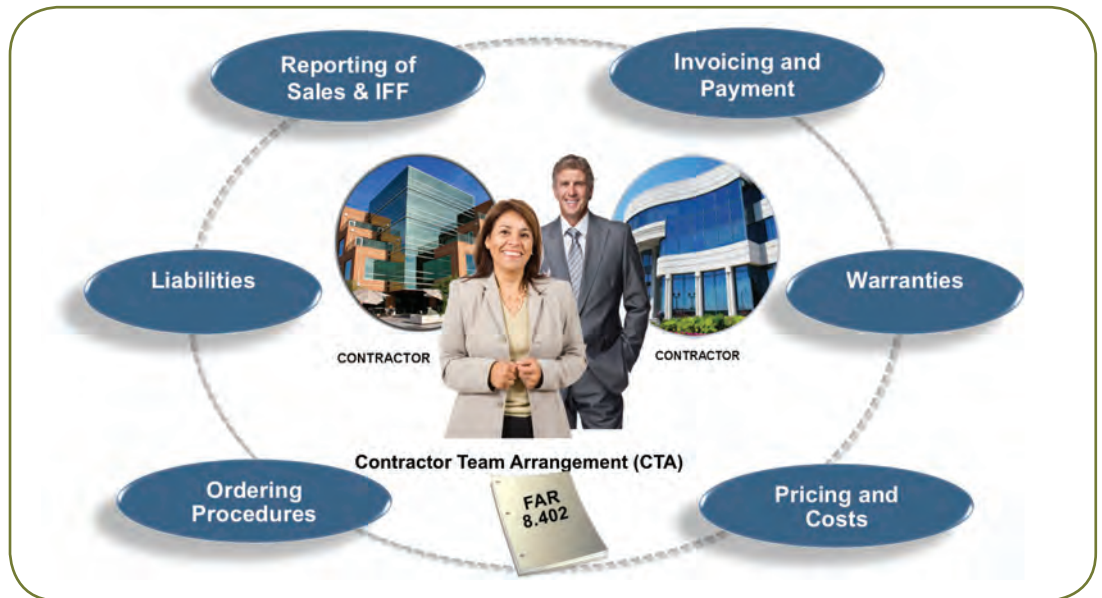 Reporting of
Sales & IFF
Invoicing and
Payment
Liabilities
Warranties
CONTRACTOR
CONTRACTOR
Contractor Team Arrangement (CTA)
Ordering
Procedures
FAR
8.402
Pricing and
Costs